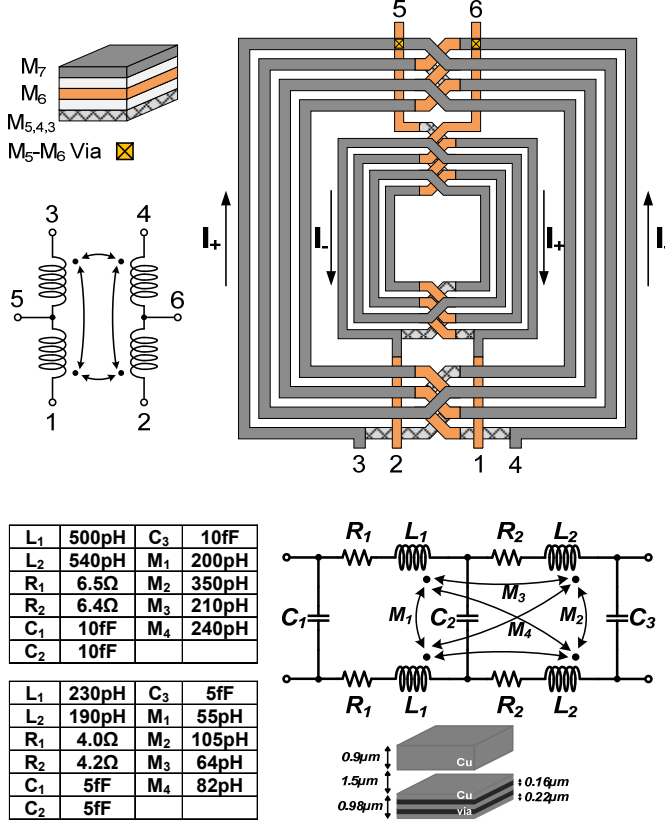 5 6
M7
M6
M5,4,3
M5-M6 Via
3 4
5 6
1 2
I+ I- I+ I-
3 2 1 4
L1 500pH C3 10fF
L2 540pH M1 200pH
R1 6.5Ω M2 350pH
R2 6.4Ω M3 210pH
C1 10fF M4 240pH
C2 10fF
L1 230pH C3 5fF
L2 190pH M1 55pH
R1 4.0Ω M2 105pH
R2 4.2Ω M3 64pH
C1 5fF M4 82pH
C2 5fF
R1 L1 R2 L2
M3
C1 M1 C2 M4 M2 C3
R1 L1 R2 L2
0.9μm Cu
1.5μm Cu 0.16μm
0.98μm via 0.22μm